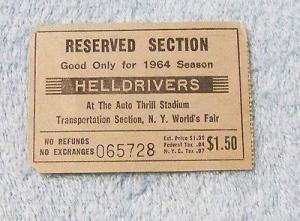 RESERVED SECTION
Good Only for 1964 Season
HELLDRIVERS
At The Auto Thrill Stadium
Transportation Section, N. Y. World's Fair
NO REFUNDS
NO EXCHANGES 065728
Est. Price $1.39
Federal Tax .04
N.Y.C. Tax .07
$1.50